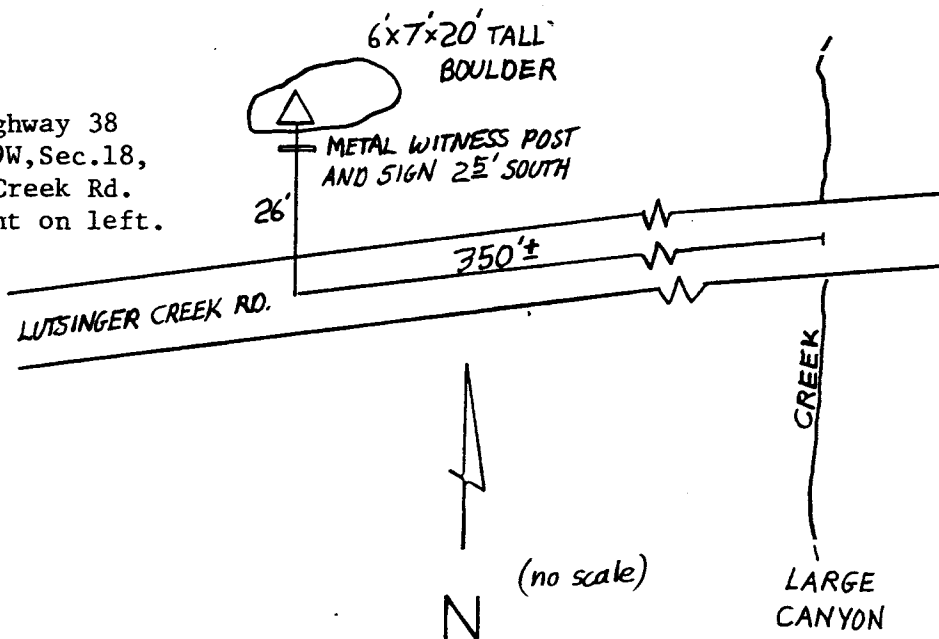 6'x7'x20' TALL
BOULDER
ghway 38
W,Sec.18,
Creek Rd.
nt on left.
METAL WITNESS POST
AND SIGN 25' SOUTH
26'
350'±
LUTSINGER CREEK RD.
CREEK
(no scale)
N
LARGE
CANYON